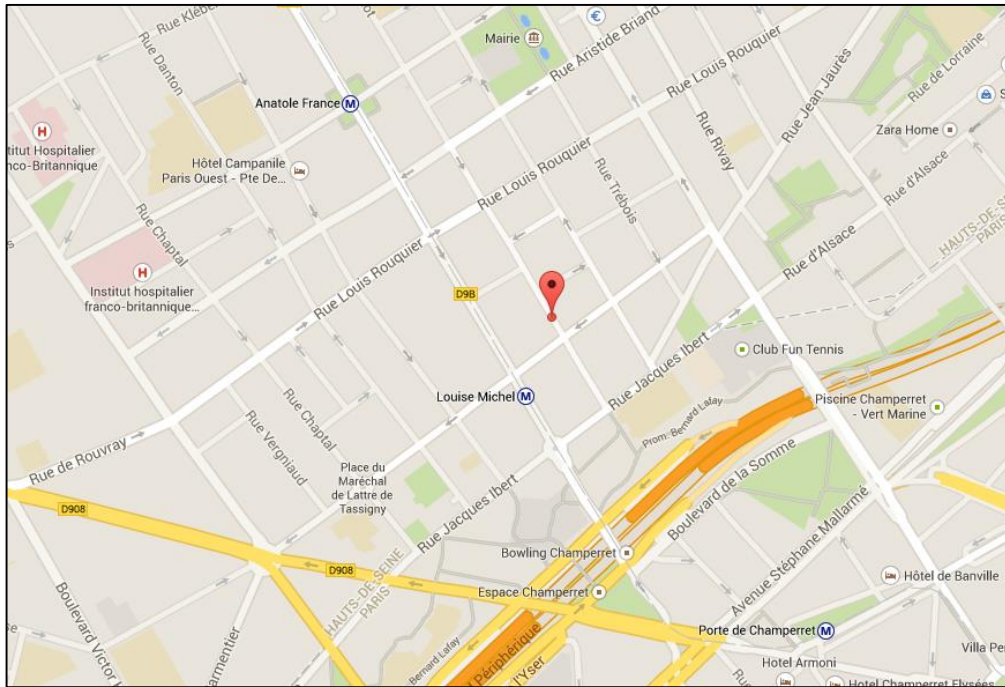 Rue Kléber
Rue Danton
Mairie
Rue Aristide Briand
Rue Louis Rouquier
Rue Jean Jaurès
Rue de Lorraine
Anatole France
M
H
titut Hospitalier
nco-Britannique
Hôtel Campanile
Paris Ouest - Pte De...
Rue Rivay
Zara Home
S
Rue Louis Rouquier
Rue Trébois
Rue d'Alsace
Rue Chaptal
HAUTS-DE-SEINE
PARIS
H
Institut hospitalier
franco-britannique...
Rue Louis Rouquier
D9B
Rue d'Alsace
Club Fun Tennis
Rue Jacques Ibert
Louise Michel
M
Piscine Champerret
- Vert Marine
Prom. Bernard Lafay
Rue Chaptal
Rue Vergniaud
Rue de Rouvray
Place du
Maréchal
de Lattre de
Tassigny
Rue Jacques Ibert
D908
Boulevard de la Somme
Avenue Stéphane Mallarmé
Bowling Champerret
D908
HAUTS-DE-SEINE
PARIS
Espace Champerret
Hôtel de Banville
Boulevard Victor H
armentier
Bernard Lafay
Périphérique
l'Yser
Porte de Champerret
M
Villa Pe
Hotel Armoni
Hotel Champerret Elysées
Rue